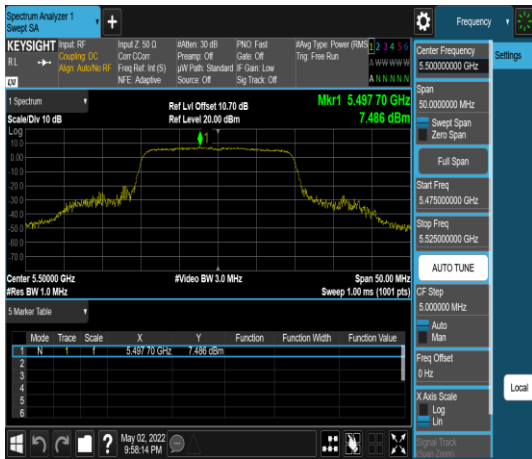 Spectrum Analyzer 1
Swept SA
+
Frequency
KEYSIGHT
Input: RF
Input Z: 50 Ω
#Atten: 30 dB
PNO: Fast
#Avg Type: Power (RMS
1 2 3 4 5 6
RL
Coupling: DC
Corr CCorr
Preamp: Off
Gate: Off
Trig: Free Run
A WWWWW
Align: Auto/No RF
Freq Ref: Int (S)
µW Path: Standard
IF Gain: Low
NFE: Adaptive
Source: Off
Sig Track: Off
A N N N N N
LXI
1 Spectrum
Ref Lvl Offset 10.70 dB
Mkr1 5.497 70 GHz
Scale/Div 10 dB
Ref Level 20.00 dBm
7.486 dBm
Log
1
10.0
0.00
-10.0
-20.0
-30.0
-40.0
-50.0
-60.0
-70.0
Center 5.50000 GHz
#Video BW 3.0 MHz
Span 50.00 MHz
#Res BW 1.0 MHz
Sweep 1.00 ms (1001 pts)
5 Marker Table
Mode Trace Scale X Y Function Function Width Function Value
1 N 1 f 5.497 70 GHz 7.486 dBm
2
3
4
5
6
May 02, 2022
9:58:14 PM
?
Center Frequency
5.500000000 GHz
Settings
Span
50.0000000 MHz
Swept Span
Zero Span
Full Span
Start Freq
5.475000000 GHz
Stop Freq
5.525000000 GHz
AUTO TUNE
CF Step
5.000000 MHz
Auto
Man
Freq Offset
0 Hz
X Axis Scale
Log
Lin
Local
Signal Track
(Span Zoom)